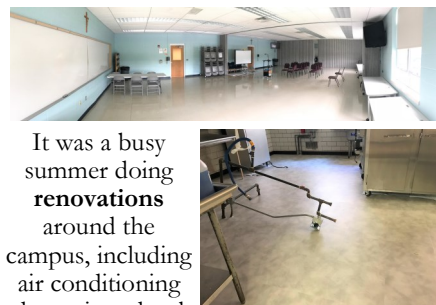 It was a busy
summer doing
renovations
around the
campus, including
air conditioning